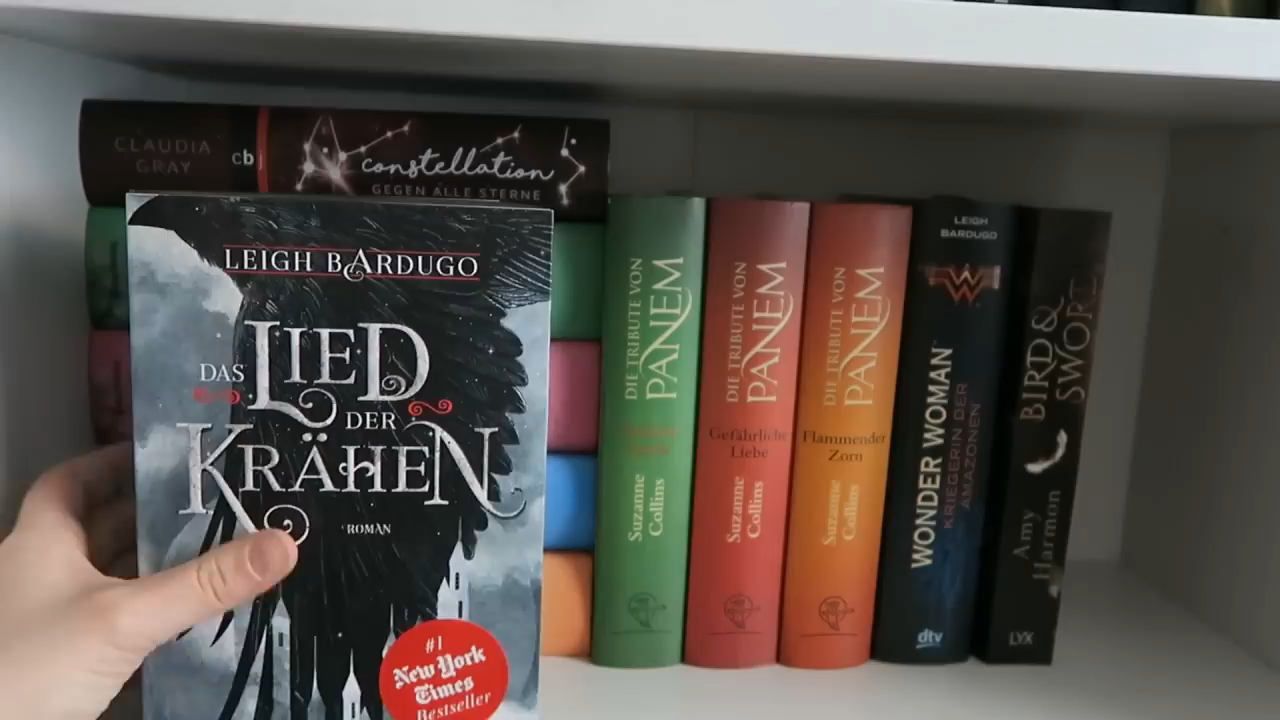 CLAUDIA
GRAY
cbj
constellation
GEGEN ALLE STERNE
LEIGH BARDUGO
DAS
LIED
DER
KRÄHEN
ROMAN
#1
New York
Times
Bestseller
DIE TRIBUTE VON
PANEM
Suzanne
Collins
DIE TRIBUTE VON
PANEM
Gefährliche
Liebe
Suzanne
Collins
DIE TRIBUTE VON
PANEM
Flammender
Zorn
Suzanne
Collins
LEIGH
BARDUGO
WONDER WOMAN
KRIEGERIN DER
AMAZONEN
dtv
BIRD &
SWORD
Amy
Harmon
LYX